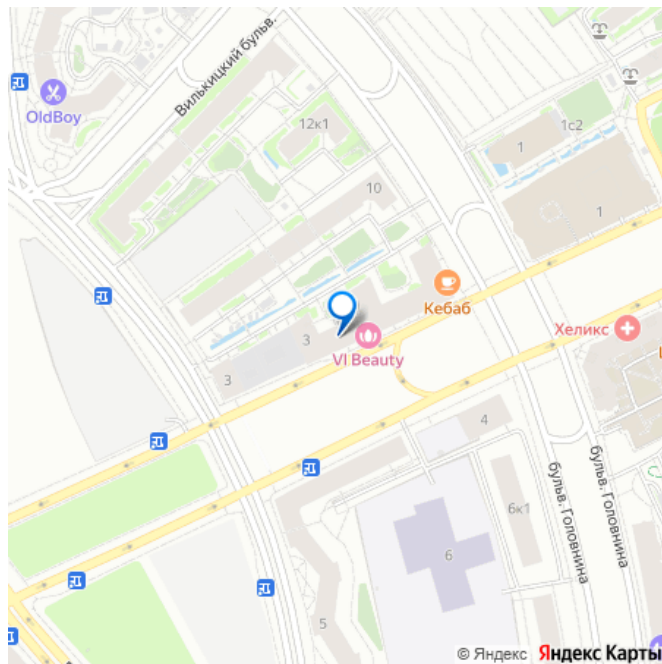 Вилькицкий бульв.
OldBoy
12к1
1с2
1
10
1
Кебаб
Хеликс
3
VI Beauty
3
4
6к1
бульв. Головнина
бульв. Головнина
6
5
© Яндекс Яндекс Карты